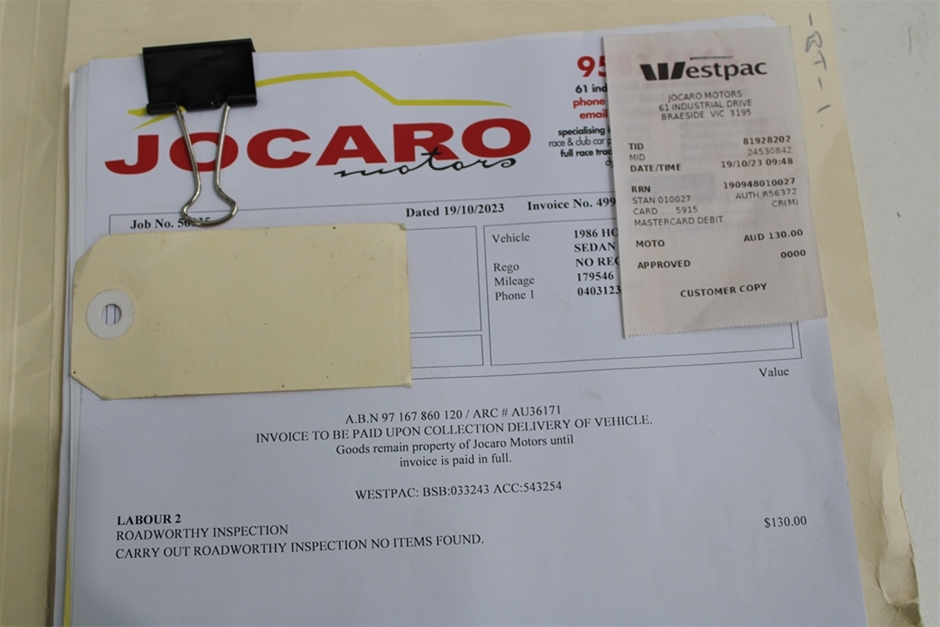 JOCARO
motors
95
61 ind
phone
email
specialising
race & club car
full race
Job No.
Dated 19/10/2023
Invoice No. 499
Vehicle 1986 HO
SEDAN
Rego NO REG
Mileage 179546
Phone 1 0403123
Value
A.B.N 97 167 860 120 / ARC # AU36171
INVOICE TO BE PAID UPON COLLECTION DELIVERY OF VEHICLE.
Goods remain property of Jocaro Motors until
invoice is paid in full.
WESTPAC: BSB:033243 ACC:543254
LABOUR 2
ROADWORTHY INSPECTION $130.00
CARRY OUT ROADWORTHY INSPECTION NO ITEMS FOUND.
Westpac
JOCARO MOTORS
61 INDUSTRIAL DRIVE
BRAESIDE VIC 3195
TID 81928202
MID 24530842
DATE/TIME 19/10/23 09:48
RRN 190948010027
STAN 010027 AUTH R56372
CARD 5915 CR(M)
MASTERCARD DEBIT
MOTO AUD 130.00
APPROVED 0000
CUSTOMER COPY